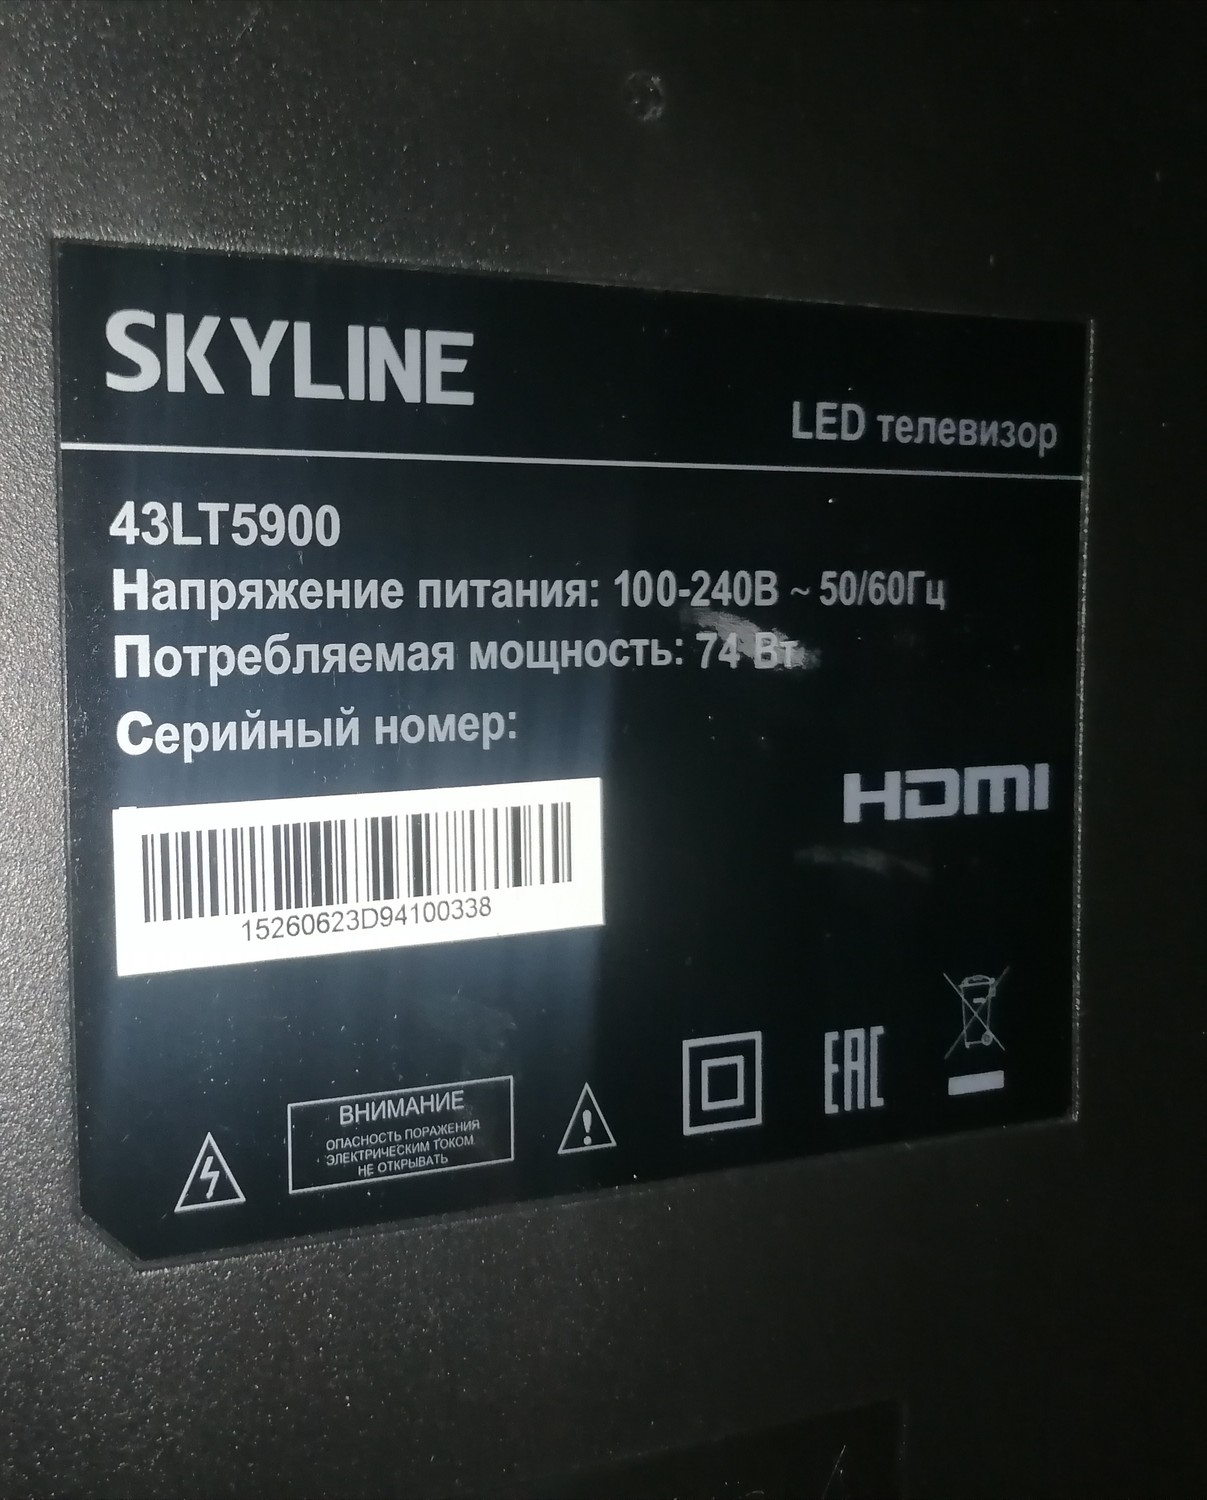 SKYLINE
LED телевизор
43LT5900
Напряжение питания: 100-240В ~ 50/60Гц
Потребляемая мощность: 74 Вт
Серийный номер:
HDMI
15260623D94100338
EAC
ВНИМАНИЕ
ОПАСНОСТЬ ПОРАЖЕНИЯ
ЭЛЕКТРИЧЕСКИМ ТОКОМ
НЕ ОТКРЫВАТЬ